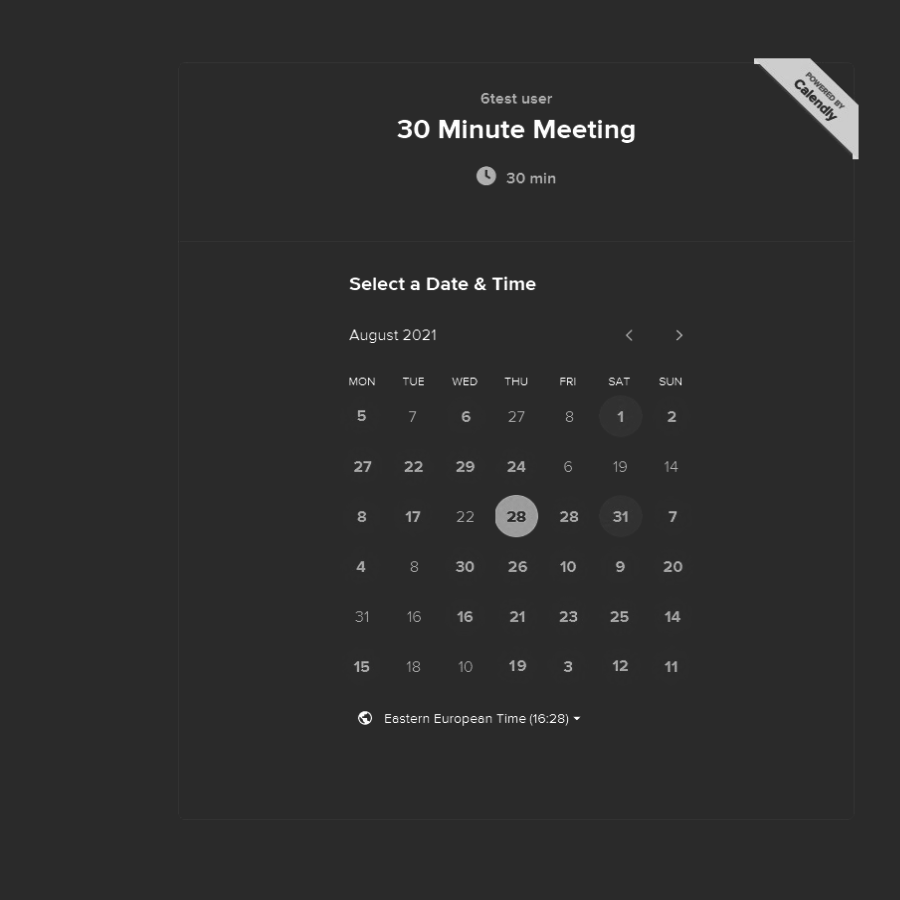 POWERED BY
Calendly
6test user
30 Minute Meeting
30 min
Select a Date & Time
August 2021
MON TUE WED THU FRI SAT SUN
5 7 6 27 8 1 2
27 22 29 24 6 19 14
8 17 22 28 28 31 7
4 8 30 26 10 9 20
31 16 16 21 23 25 14
15 18 10 19 3 12 11
Eastern European Time (16:28)